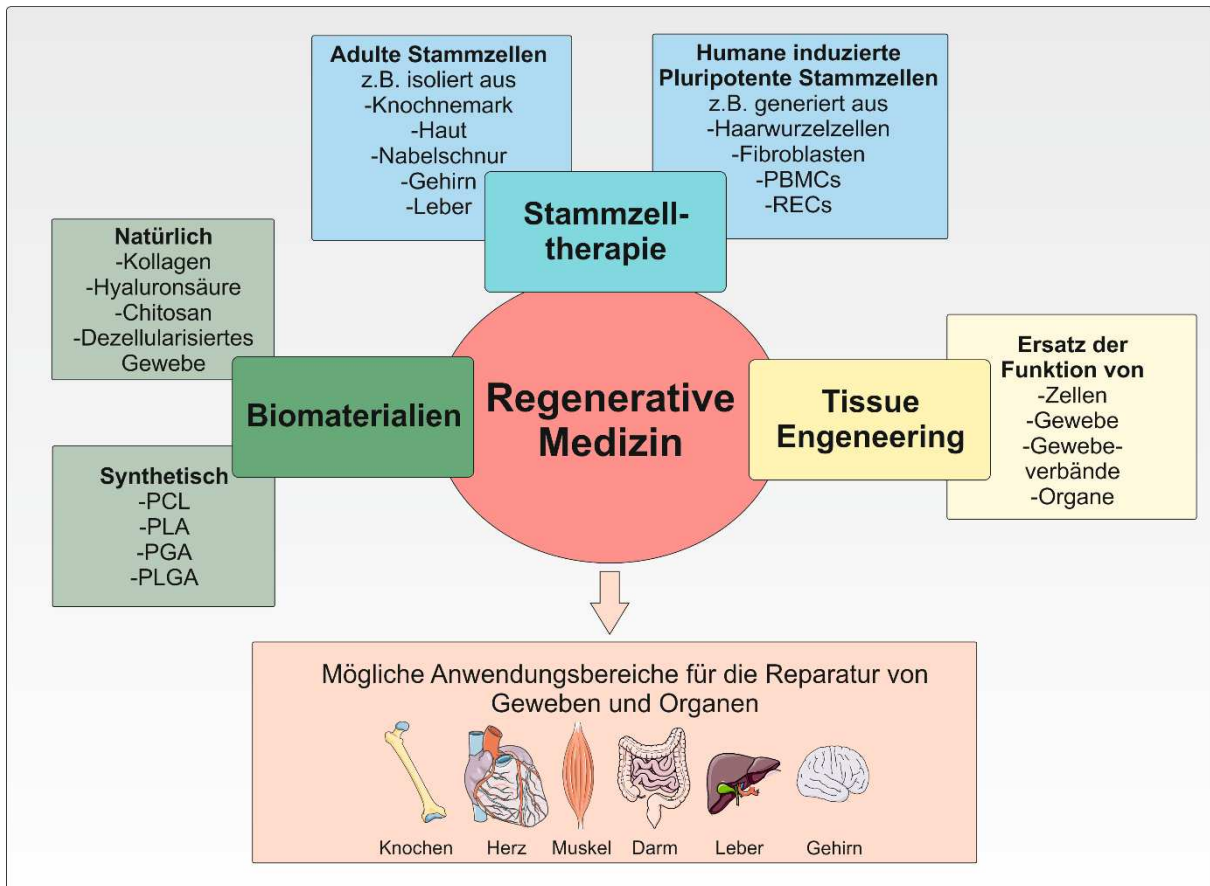 Adulte Stammzellen
z.B. isoliert aus
-Knochnemark
-Haut
-Nabelschnur
-Gehirn
-Leber
Humane induzierte
Pluripotente Stammzellen
z.B. generiert aus
-Haarwurzelzellen
-Fibroblasten
-PBMCs
-RECs
Stammzell-
therapie
Natürlich
-Kollagen
-Hyaluronsäure
-Chitosan
-Dezellularisiertes
Gewebe
Biomaterialien
Synthetisch
-PCL
-PLA
-PGA
-PLGA
Regenerative
Medizin
Tissue
Engeneering
Ersatz der
Funktion von
-Zellen
-Gewebe
-Gewebe-
verbände
-Organe
Mögliche Anwendungsbereiche für die Reparatur von
Geweben und Organen
Knochen Herz Muskel Darm Leber Gehirn